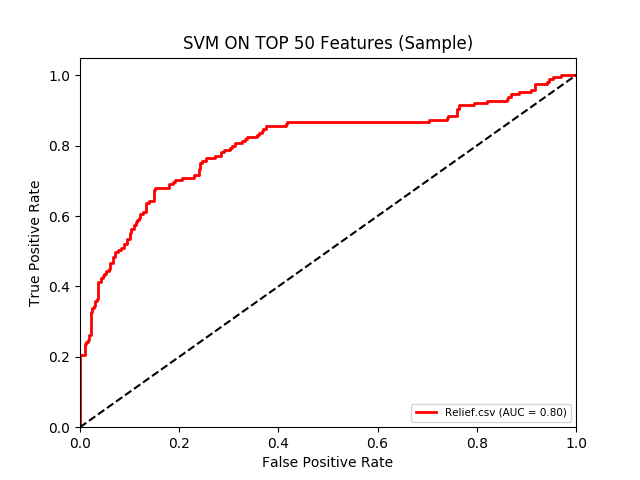 SVM ON TOP 50 Features (Sample)
1.0
0.8
0.6
0.4
0.2
0.0
True Positive Rate
Relief.csv (AUC = 0.80)
0.0 0.2 0.4 0.6 0.8 1.0
False Positive Rate